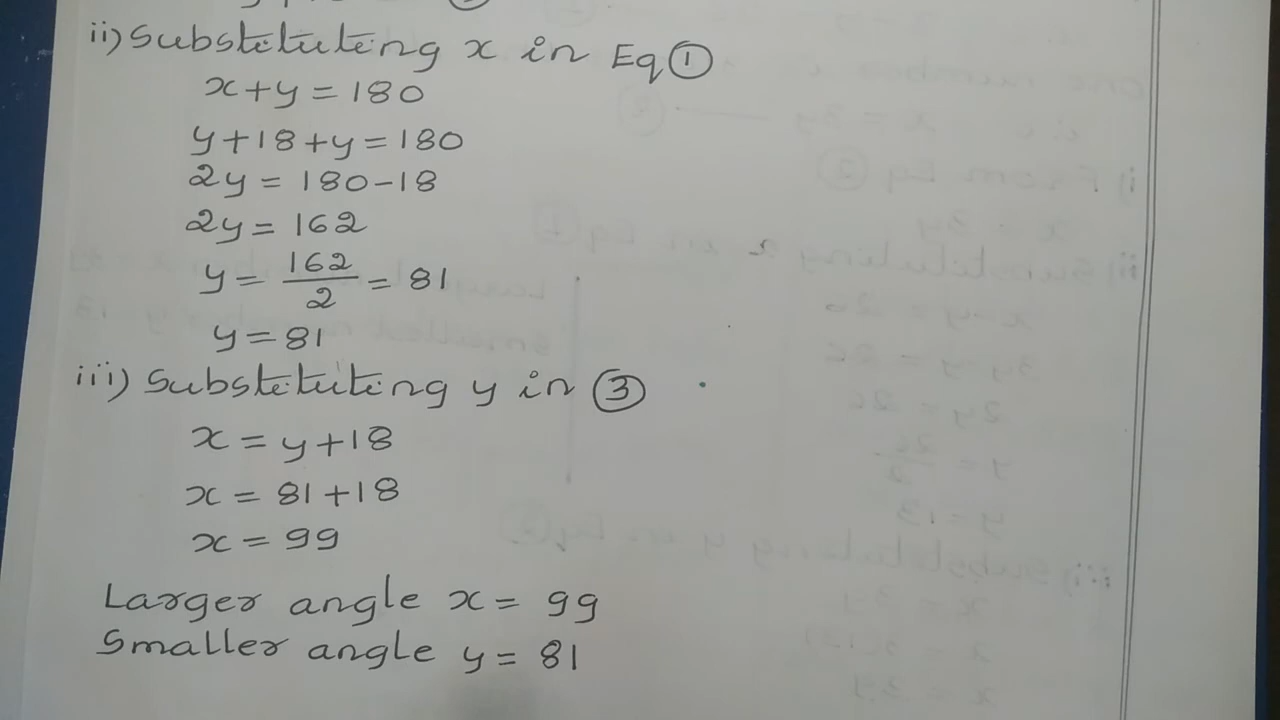 ii) Substituting x in Eq ①
x+y = 180
y+18+y = 180
2y = 180-18
2y = 162
y = 162/2 = 81
y = 81
iii) Substituting y in ③
x = y+18
x = 81+18
x = 99
Larger angle x = 99
Smaller angle y = 81